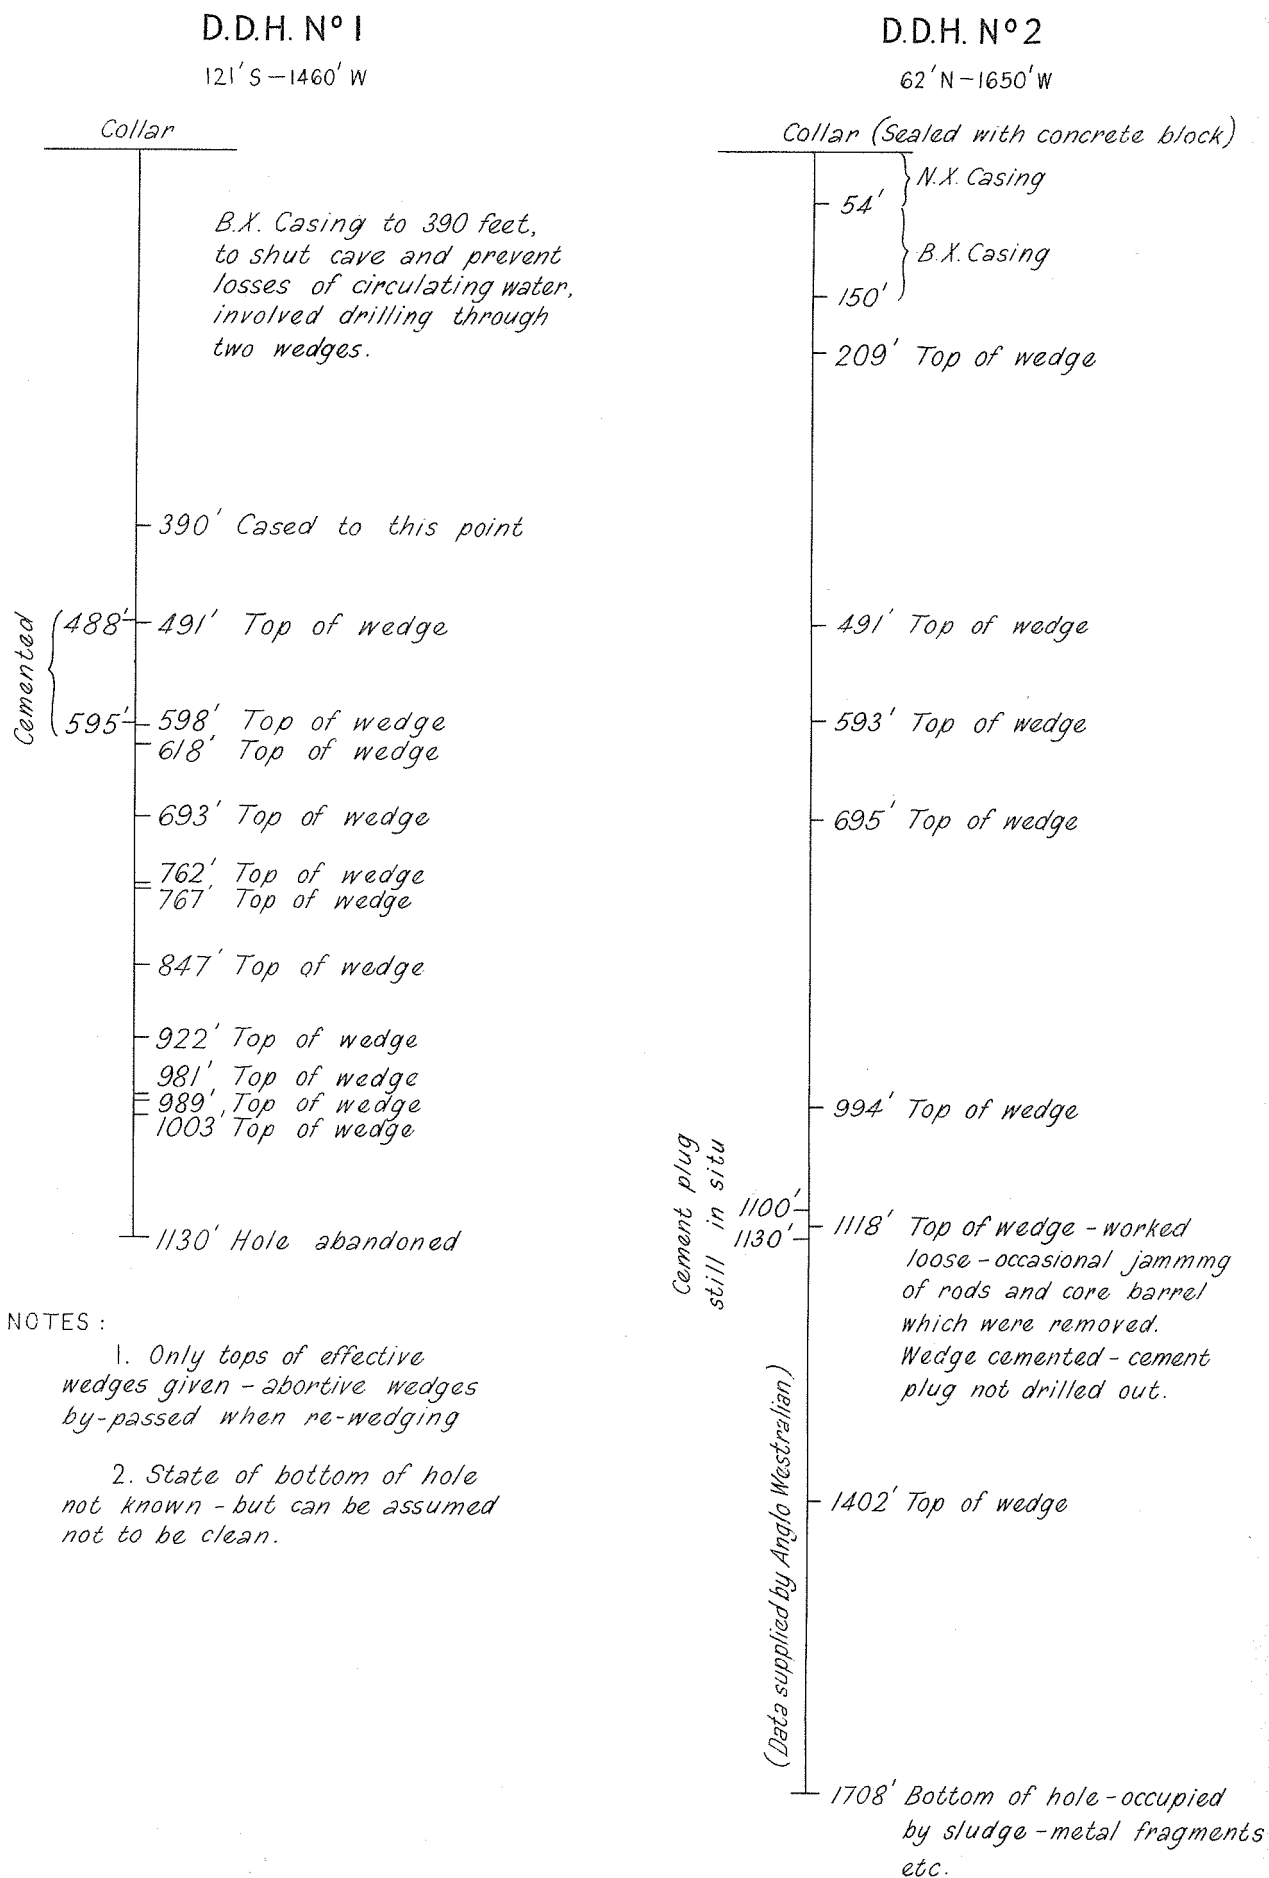 D.D.H. Nº 1
121' S – 1460' W
Collar
B.X. Casing to 390 feet,
to shut cave and prevent
losses of circulating water,
involved drilling through
two wedges.
390' Cased to this point
Cemented
488'
491' Top of wedge
595'
598' Top of wedge
618' Top of wedge
693' Top of wedge
762' Top of wedge
767' Top of wedge
847' Top of wedge
922' Top of wedge
981' Top of wedge
989' Top of wedge
1003' Top of wedge
1130' Hole abandoned
NOTES :
1. Only tops of effective
wedges given – abortive wedges
by-passed when re-wedging
2. State of bottom of hole
not known – but can be assumed
not to be clean.
D.D.H. Nº 2
62' N – 1650' W
Collar (Sealed with concrete block)
N.X. Casing
54'
B.X. Casing
150'
209' Top of wedge
491' Top of wedge
593' Top of wedge
695' Top of wedge
994' Top of wedge
Cement plug
still in situ
1100'
1130'
1118' Top of wedge – worked
loose – occasional jammmg
of rods and core barrel
which were removed.
Wedge cemented – cement
plug not drilled out.
(Data supplied by Anglo Westralian)
1402' Top of wedge
1708' Bottom of hole – occupied
by sludge – metal fragments
etc.